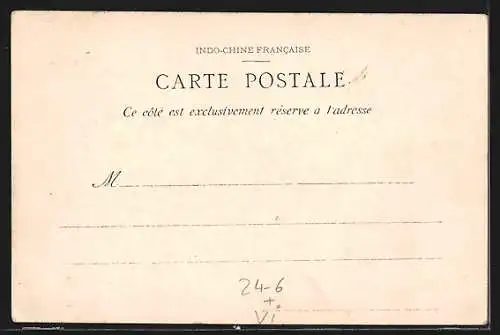 INDO-CHINE FRANÇAISE
CARTE POSTALE
Ce côté est exclusivement réservé a l'adresse
M
24-6
+
Vi